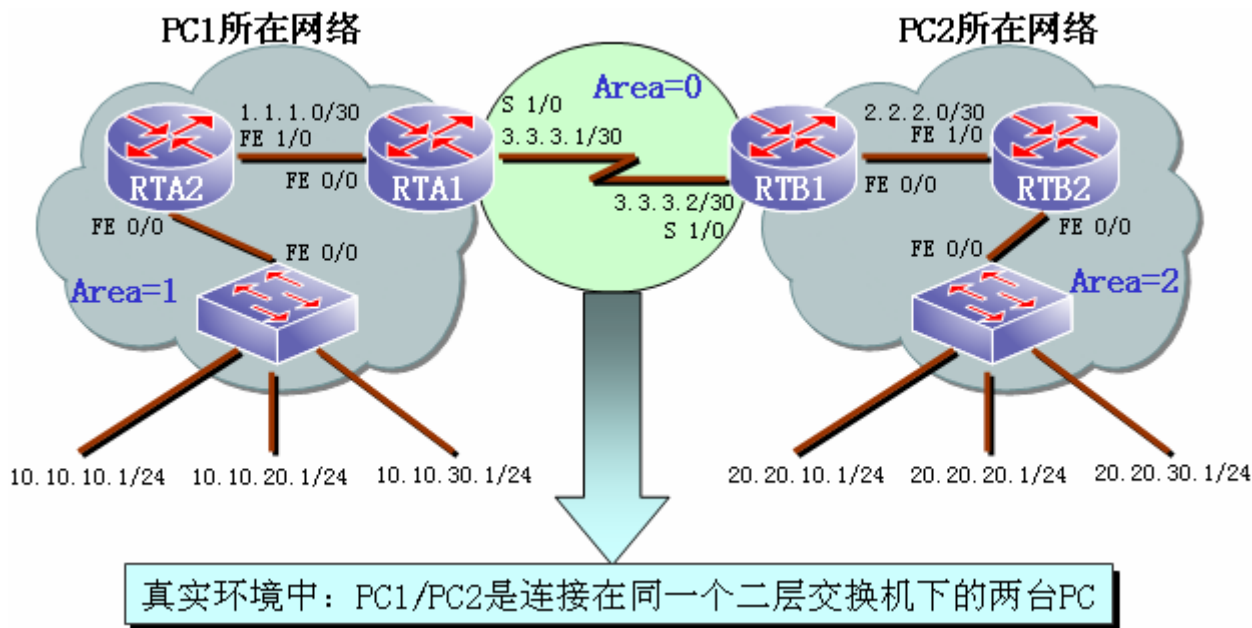 PC1所在网络
PC2所在网络
Area=0
1.1.1.0/30
FE 1/0
S 1/0
3.3.3.1/30
2.2.2.0/30
FE 1/0
RTA2
FE 0/0
RTA1
RTB1
FE 0/0
RTB2
3.3.3.2/30
S 1/0
FE 0/0
FE 0/0
FE 0/0
FE 0/0
Area=1
Area=2
10.10.10.1/24
10.10.20.1/24
10.10.30.1/24
20.20.10.1/24
20.20.20.1/24
20.20.30.1/24
真实环境中：PC1/PC2是连接在同一个二层交换机下的两台PC